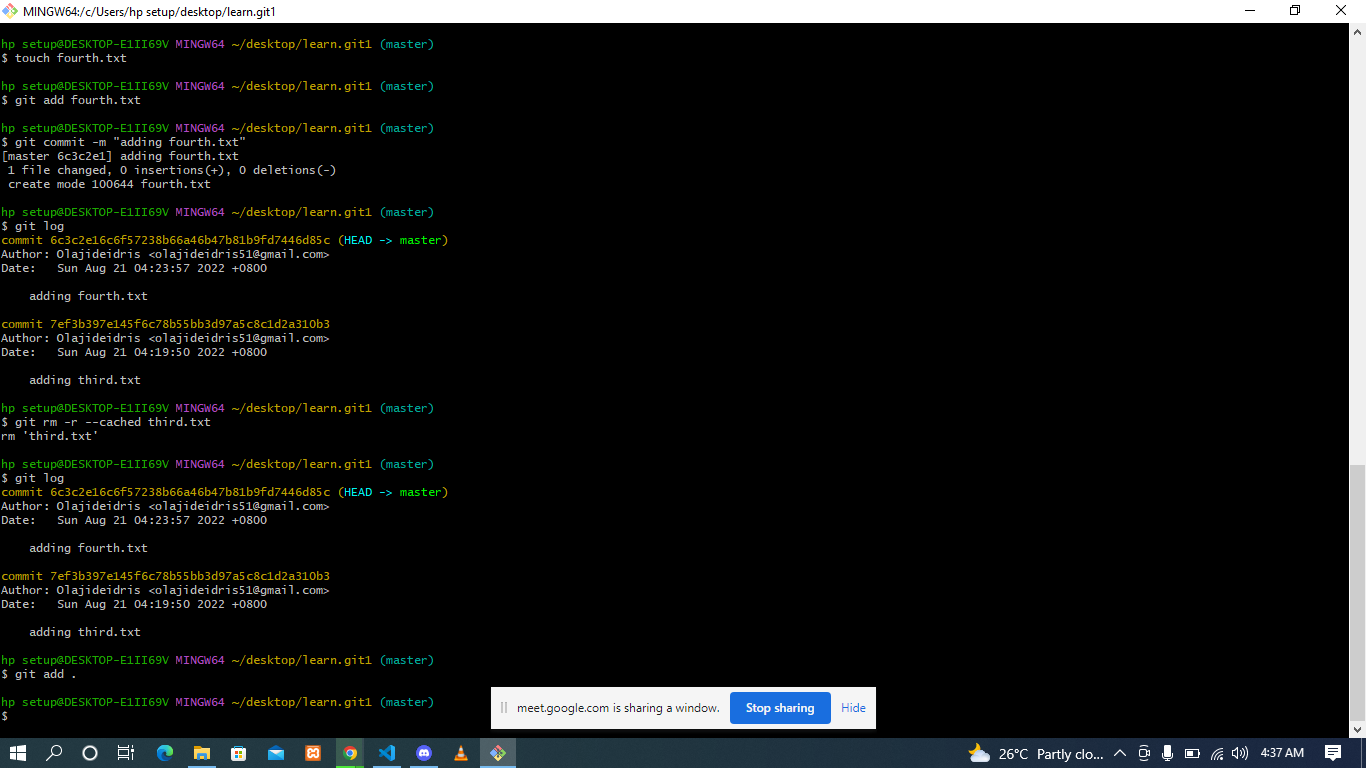 MINGW64:/c/Users/hp setup/desktop/learn.git1
hp setup@DESKTOP-E1II69V MINGW64 ~/desktop/learn.git1 (master)
$ touch fourth.txt
hp setup@DESKTOP-E1II69V MINGW64 ~/desktop/learn.git1 (master)
$ git add fourth.txt
hp setup@DESKTOP-E1II69V MINGW64 ~/desktop/learn.git1 (master)
$ git commit -m "adding fourth.txt"
[master 6c3c2e1] adding fourth.txt
 1 file changed, 0 insertions(+), 0 deletions(-)
 create mode 100644 fourth.txt
hp setup@DESKTOP-E1II69V MINGW64 ~/desktop/learn.git1 (master)
$ git log
commit 6c3c2e16c6f57238b66a46b47b81b9fd7446d85c (HEAD -> master)
Author: Olajideidris <olajideidris51@gmail.com>
Date:   Sun Aug 21 04:23:57 2022 +0800
    adding fourth.txt
commit 7ef3b397e145f6c78b55bb3d97a5c8c1d2a310b3
Author: Olajideidris <olajideidris51@gmail.com>
Date:   Sun Aug 21 04:19:50 2022 +0800
    adding third.txt
hp setup@DESKTOP-E1II69V MINGW64 ~/desktop/learn.git1 (master)
$ git rm -r --cached third.txt
rm 'third.txt'
hp setup@DESKTOP-E1II69V MINGW64 ~/desktop/learn.git1 (master)
$ git log
commit 6c3c2e16c6f57238b66a46b47b81b9fd7446d85c (HEAD -> master)
Author: Olajideidris <olajideidris51@gmail.com>
Date:   Sun Aug 21 04:23:57 2022 +0800
    adding fourth.txt
commit 7ef3b397e145f6c78b55bb3d97a5c8c1d2a310b3
Author: Olajideidris <olajideidris51@gmail.com>
Date:   Sun Aug 21 04:19:50 2022 +0800
    adding third.txt
hp setup@DESKTOP-E1II69V MINGW64 ~/desktop/learn.git1 (master)
$ git add .
hp setup@DESKTOP-E1II69V MINGW64 ~/desktop/learn.git1 (master)
$
meet.google.com is sharing a window. Stop sharing Hide
26°C Partly clo... 4:37 AM